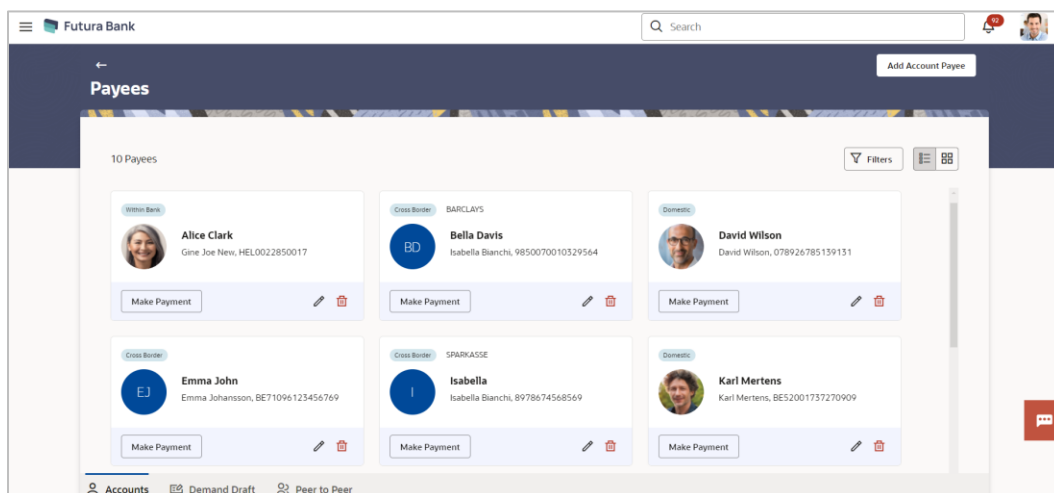 Futura Bank
Search
92
Add Account Payee
Payees
10 Payees
Filters
Within Bank
Alice Clark
Gine Joe New, HEL0022850017
Make Payment
Cross Border BARCLAYS
BD
Bella Davis
Isabella Bianchi, 9850070010329564
Make Payment
Domestic
David Wilson
David Wilson, 078926785139131
Make Payment
Cross Border
EJ
Emma John
Emma Johansson, BE71096123456769
Make Payment
Cross Border SPARKASSE
I
Isabella
Isabella Bianchi, 8978674568569
Make Payment
Domestic
Karl Mertens
Karl Mertens, BE52001737270909
Make Payment
Accounts Demand Draft Peer to Peer